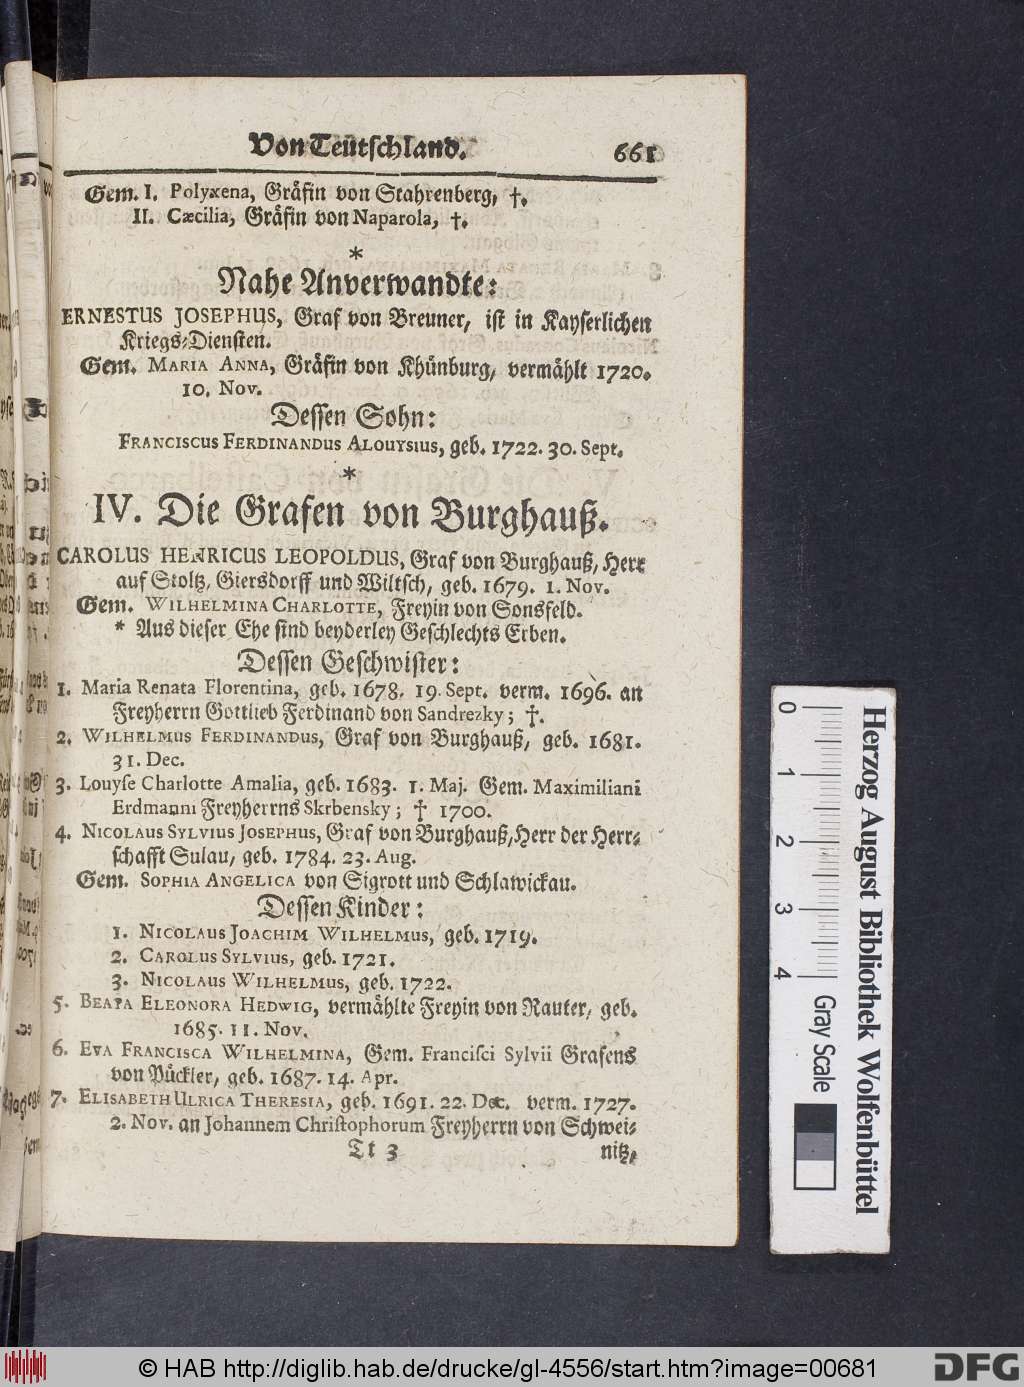 Von Teutſchland. 661
Gem. I. Polyxena, Gräfin von Stahrenberg, †.
II. Cæcilia, Gräfin von Naparola, †.
*
Nahe Anverwandte:
ERNESTUS JOSEPHUS, Graf von Breuner, iſt in Kayſerlichen
Kriegs-Dienſten.
Gem. MARIA ANNA, Gräfin von Khünburg, vermählt 1720.
10. Nov.
Deſſen Sohn:
FRANCISCUS FERDINANDUS ALOUYSIUS, geb. 1722. 30. Sept.
*
IV. Die Grafen von Burghauß.
CAROLUS HENRICUS LEOPOLDUS, Graf von Burghauß, Herr
auf Stoltz, Giersdorff und Wiltſch, geb. 1679. 1. Nov.
Gem. WILHELMINA CHARLOTTE, Freyin von Sonsfeld.
* Aus dieſer Ehe ſind beyderley Geſchlechts Erben.
Deſſen Geſchwiſter:
1. Maria Renata Florentina, geb. 1678. 19. Sept. verm. 1696. an
Freyherrn Gottlieb Ferdinand von Sandrezky; †.
2. WILHELMUS FERDINANDUS, Graf von Burghauß, geb. 1681.
31. Dec.
3. Louyſe Charlotte Amalia, geb. 1683. 1. Maj. Gem. Maximiliani
Erdmanni Freyherrns Skrbensky; † 1700.
4. NICOLAUS SYLVIUS JOSEPHUS, Graf von Burghauß, Herr der Herr-
ſchafft Sulau, geb. 1784. 23. Aug.
Gem. SOPHIA ANGELICA von Sigrott und Schlawickau.
Deſſen Kinder:
1. NICOLAUS JOACHIM WILHELMUS, geb. 1719.
2. CAROLUS SYLVIUS, geb. 1721.
3. NICOLAUS WILHELMUS, geb. 1722.
5. BEATA ELEONORA HEDWIG, vermählte Freyin von Rauter, geb.
1685. 11. Nov.
6. EVA FRANCISCA WILHELMINA, Gem. Franciſci Sylvii Grafens
von Pückler, geb. 1687. 14. Apr.
7. ELISABETH ULRICA THERESIA, geb. 1691. 22. Dec. verm. 1727.
2. Nov. an Johannem Chriſtophorum Freyherrn von Schwei-
Tt 3 nitz,
0 1 2 3 4 Gray Scale
Herzog August Bibliothek Wolfenbüttel
© HAB http://diglib.hab.de/drucke/gl-4556/start.htm?image=00681
DFG